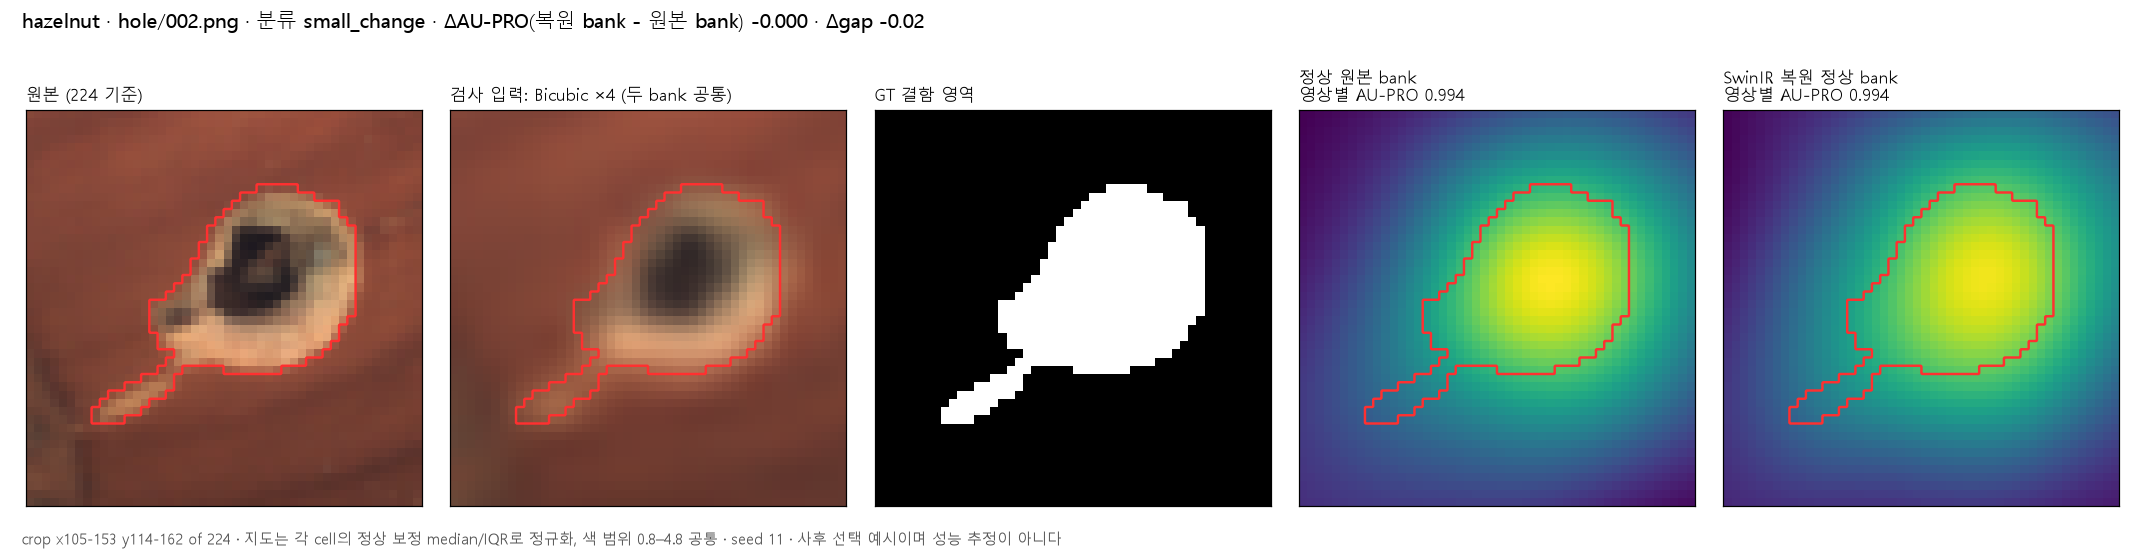 hazelnut · hole/002.png · 분류 small_change · ΔAU-PRO(복원 bank - 원본 bank) -0.000 · Δgap -0.02
원본 (224 기준)
검사 입력: Bicubic ×4 (두 bank 공통)
GT 결함 영역
정상 원본 bank
영상별 AU-PRO 0.994
SwinIR 복원 정상 bank
영상별 AU-PRO 0.994
crop x105-153 y114-162 of 224 · 지도는 각 cell의 정상 보정 median/IQR로 정규화, 색 범위 0.8–4.8 공통 · seed 11 · 사후 선택 예시이며 성능 추정이 아니다